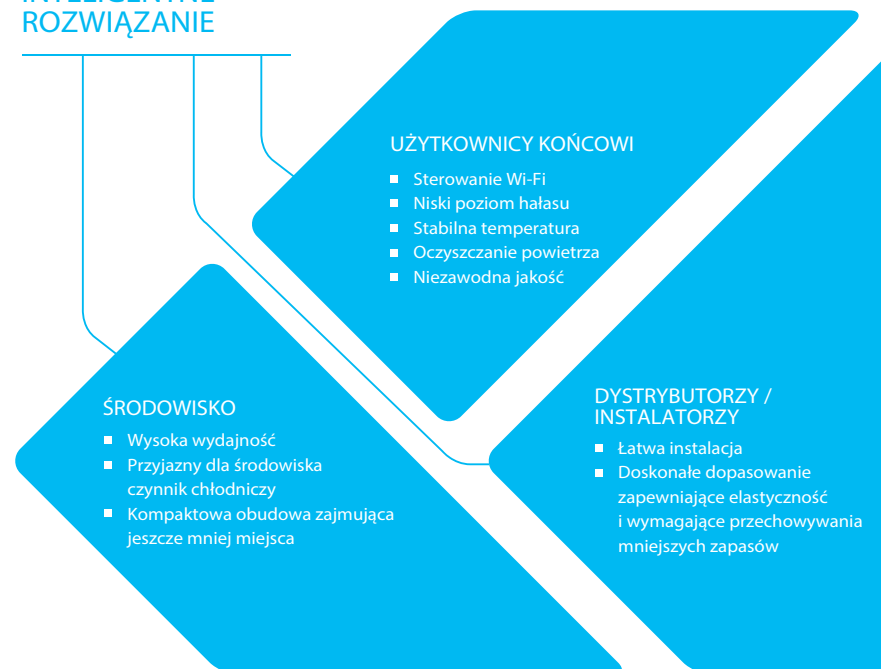 INTELIGENTNE
ROZWIĄZANIE
UŻYTKOWNICY KOŃCOWI
Sterowanie Wi-Fi
Niski poziom hałasu
Stabilna temperatura
Oczyszczanie powietrza
Niezawodna jakość
ŚRODOWISKO
Wysoka wydajność
Przyjazny dla środowiska
czynnik chłodniczy
Kompaktowa obudowa zajmująca
jeszcze mniej miejsca
DYSTRYBUTORZY /
INSTALATORZY
Łatwa instalacja
Doskonałe dopasowanie
zapewniające elastyczność
i wymagające przechowywania
mniejszych zapasów